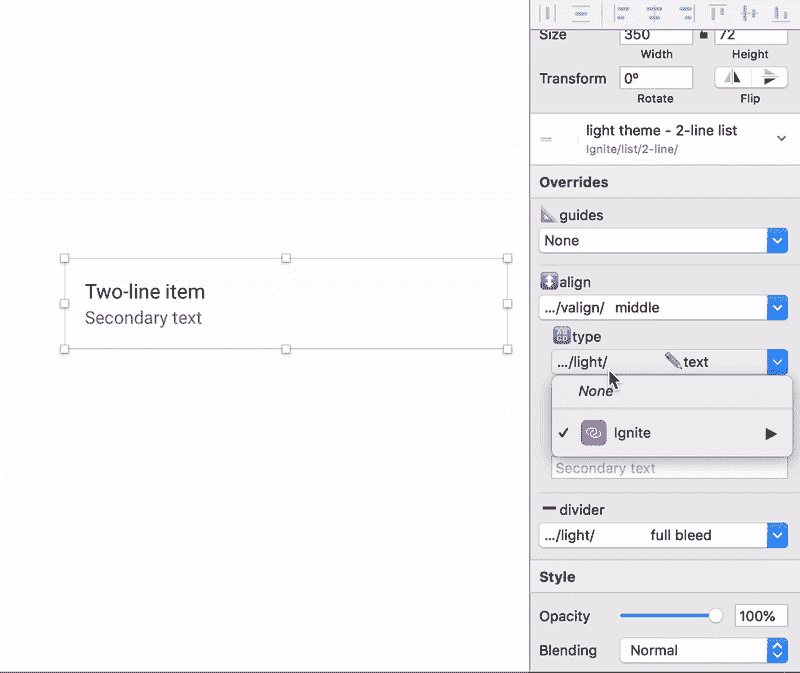 Size 350 72
Width Height
Transform 0°
Rotate Flip
light theme - 2-line list
Ignite/list/2-line/
Overrides
guides
None
align
.../valign/ middle
type
.../light/ text
None
Ignite
Secondary text
divider
.../light/ full bleed
Style
Opacity 100%
Blending Normal
Two-line item
Secondary text